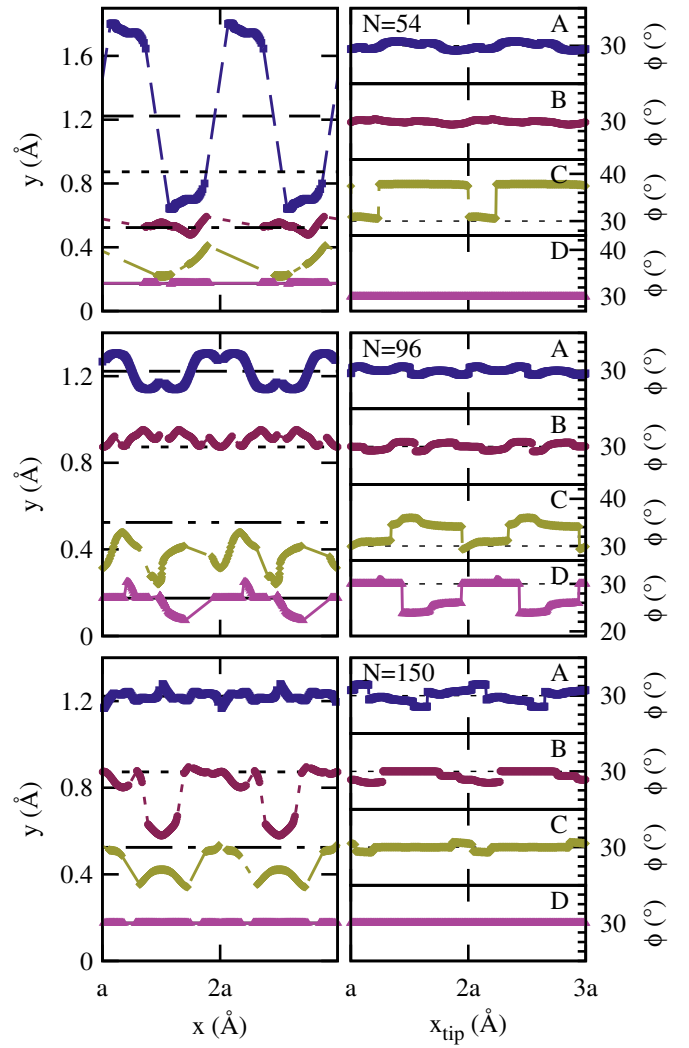 N=54 A
1.6 30 ϕ (°)
y (Å) 1.2 B 30 ϕ (°)
0.8 C 40 ϕ (°)
0.4 30
D 40 ϕ (°)
0 30
N=96 A
1.2 30 ϕ (°)
y (Å) 0.8 B 30 ϕ (°)
0.4 C 40 ϕ (°)
30
D 30 ϕ (°)
0 20
N=150 A
1.2 30 ϕ (°)
y (Å) 0.8 B 30 ϕ (°)
0.4 C 30 ϕ (°)
D 30 ϕ (°)
0
a 2a a 2a 3a
x (Å) x_tip (Å)